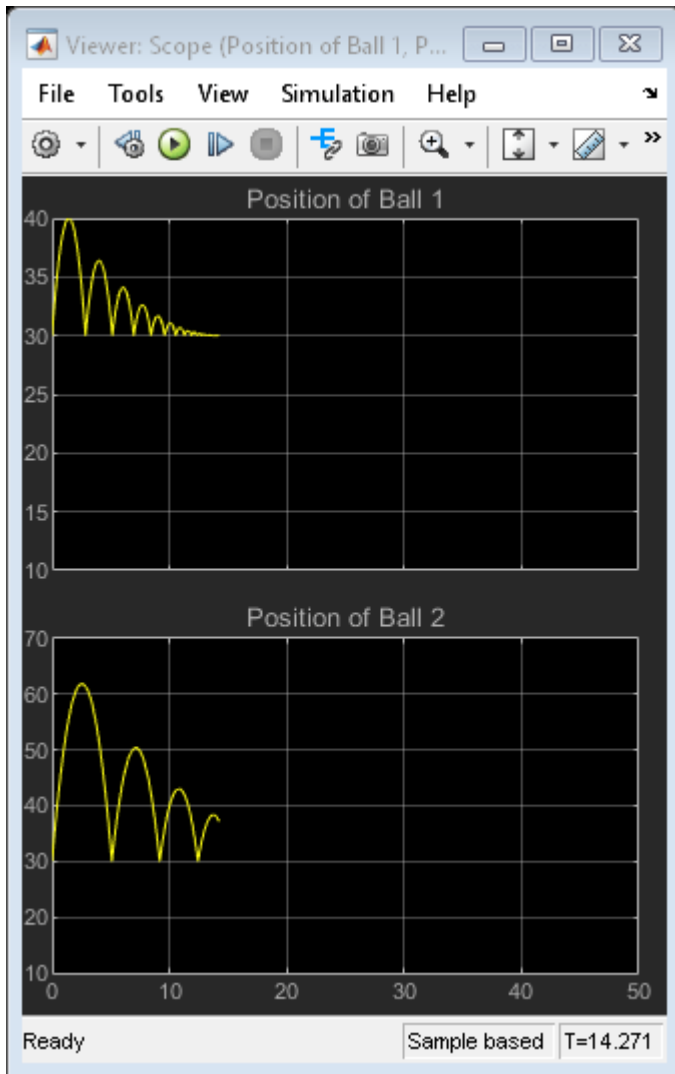 Viewer: Scope (Position of Ball 1, P...
File Tools View Simulation Help
Position of Ball 1
40
35
30
25
20
15
10
Position of Ball 2
70
60
50
40
30
20
10
0 10 20 30 40 50
Ready Sample based T=14.271